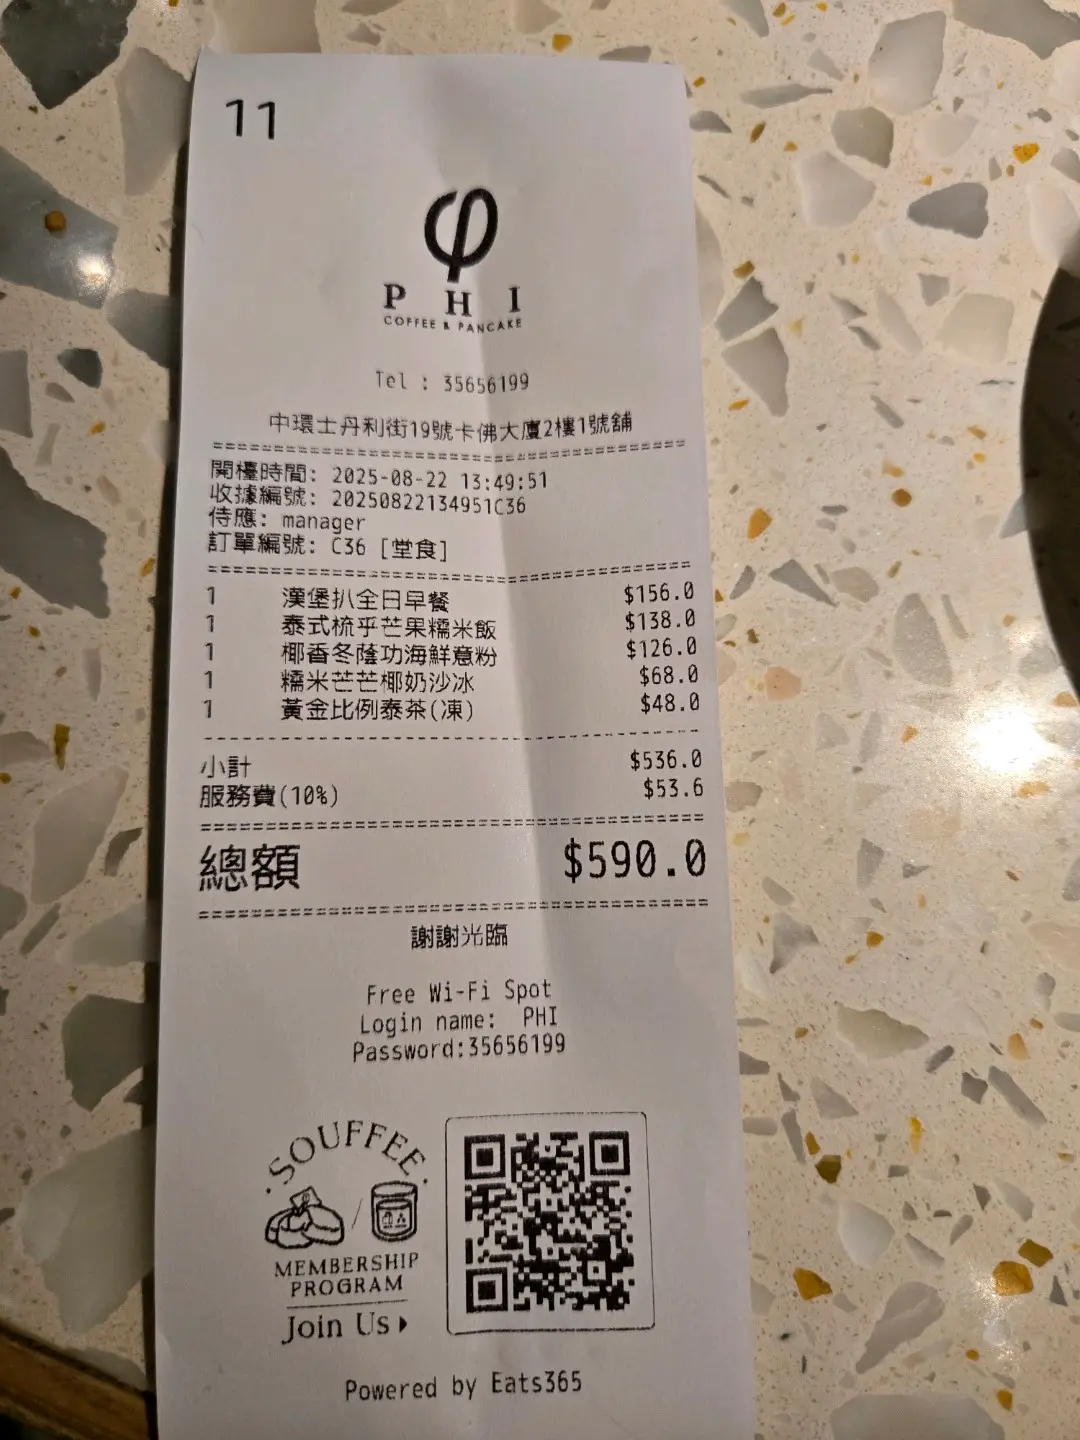 11
φ
PHI
COFFEE & PANCAKE
Tel : 35656199
中環士丹利街19號卡佛大廈2樓1號舖
開檯時間: 2025-08-22 13:49:51
收據編號: 20250822134951C36
侍應: manager
訂單編號: C36 [堂食]
1 漢堡扒全日早餐 $156.0
1 泰式梳乎芒果糯米飯 $138.0
1 椰香冬蔭功海鮮意粉 $126.0
1 糯米芒芒椰奶沙冰 $68.0
1 黃金比例泰茶(凍) $48.0
小計 $536.0
服務費(10%) $53.6
總額 $590.0
謝謝光臨
Free Wi-Fi Spot
Login name: PHI
Password:35656199
·SOUFFEE·
MEMBERSHIP
PROGRAM
Join Us
Powered by Eats365